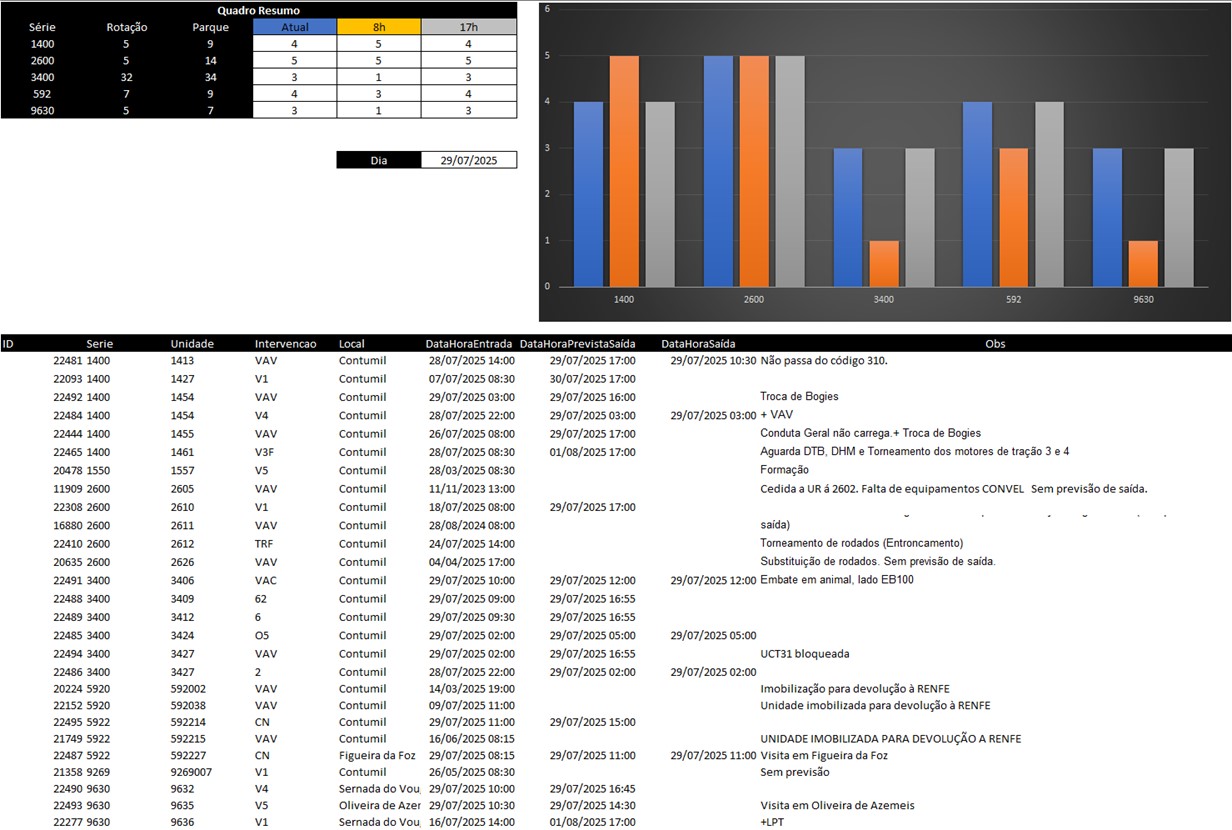 Quadro Resumo
Série Rotação Parque Atual 8h 17h
1400 5 9 4 5 4
2600 5 14 5 5 5
3400 32 34 3 1 3
592 7 9 4 3 4
9630 5 7 3 1 3
Dia 29/07/2025
6
5
4
3
2
1
0
1400 2600 3400 592 9630
ID Serie Unidade Intervencao Local DataHoraEntrada DataHoraPrevistaSaída DataHoraSaída Obs
22481 1400 1413 VAV Contumil 28/07/2025 14:00 29/07/2025 17:00 29/07/2025 10:30 Não passa do código 310.
22093 1400 1427 V1 Contumil 07/07/2025 08:30 30/07/2025 17:00
22492 1400 1454 VAV Contumil 29/07/2025 03:00 29/07/2025 16:00 Troca de Bogies
22484 1400 1454 V4 Contumil 28/07/2025 22:00 29/07/2025 03:00 29/07/2025 03:00 + VAV
22444 1400 1455 VAV Contumil 26/07/2025 08:00 29/07/2025 17:00 Conduta Geral não carrega.+ Troca de Bogies
22465 1400 1461 V3F Contumil 28/07/2025 08:30 01/08/2025 17:00 Aguarda DTB, DHM e Torneamento dos motores de tração 3 e 4
20478 1550 1557 V5 Contumil 28/03/2025 08:30 Formação
11909 2600 2605 VAV Contumil 11/11/2023 13:00 Cedida a UR á 2602. Falta de equipamentos CONVEL Sem previsão de saída.
22308 2600 2610 V1 Contumil 18/07/2025 08:00 29/07/2025 17:00
16880 2600 2611 VAV Contumil 28/08/2024 08:00 saída)
22410 2600 2612 TRF Contumil 24/07/2025 14:00 Torneamento de rodados (Entroncamento)
20635 2600 2626 VAV Contumil 04/04/2025 17:00 Substituição de rodados. Sem previsão de saída.
22491 3400 3406 VAC Contumil 29/07/2025 10:00 29/07/2025 12:00 29/07/2025 12:00 Embate em animal, lado EB100
22488 3400 3409 62 Contumil 29/07/2025 09:00 29/07/2025 16:55
22489 3400 3412 6 Contumil 29/07/2025 09:30 29/07/2025 16:55
22485 3400 3424 O5 Contumil 29/07/2025 02:00 29/07/2025 05:00 29/07/2025 05:00
22494 3400 3427 VAV Contumil 29/07/2025 02:00 29/07/2025 16:55 UCT31 bloqueada
22486 3400 3427 2 Contumil 28/07/2025 22:00 29/07/2025 02:00 29/07/2025 02:00
20224 5920 592002 VAV Contumil 14/03/2025 19:00 Imobilização para devolução à RENFE
22152 5920 592038 VAV Contumil 09/07/2025 11:00 Unidade imobilizada para devolução à RENFE
22495 5922 592214 CN Contumil 29/07/2025 11:00 29/07/2025 15:00
21749 5922 592215 VAV Contumil 16/06/2025 08:15 UNIDADE IMOBILIZADA PARA DEVOLUÇÃO A RENFE
22487 5922 592227 CN Figueira da Foz 29/07/2025 08:15 29/07/2025 11:00 29/07/2025 11:00 Visita em Figueira da Foz
21358 9269 9269007 V1 Contumil 26/05/2025 08:30 Sem previsão
22490 9630 9632 V4 Sernada do Vou 29/07/2025 10:00 29/07/2025 16:45
22493 9630 9635 V5 Oliveira de Azer 29/07/2025 10:30 29/07/2025 14:30 Visita em Oliveira de Azemeis
22277 9630 9636 V1 Sernada do Vou 16/07/2025 14:00 01/08/2025 17:00 +LPT